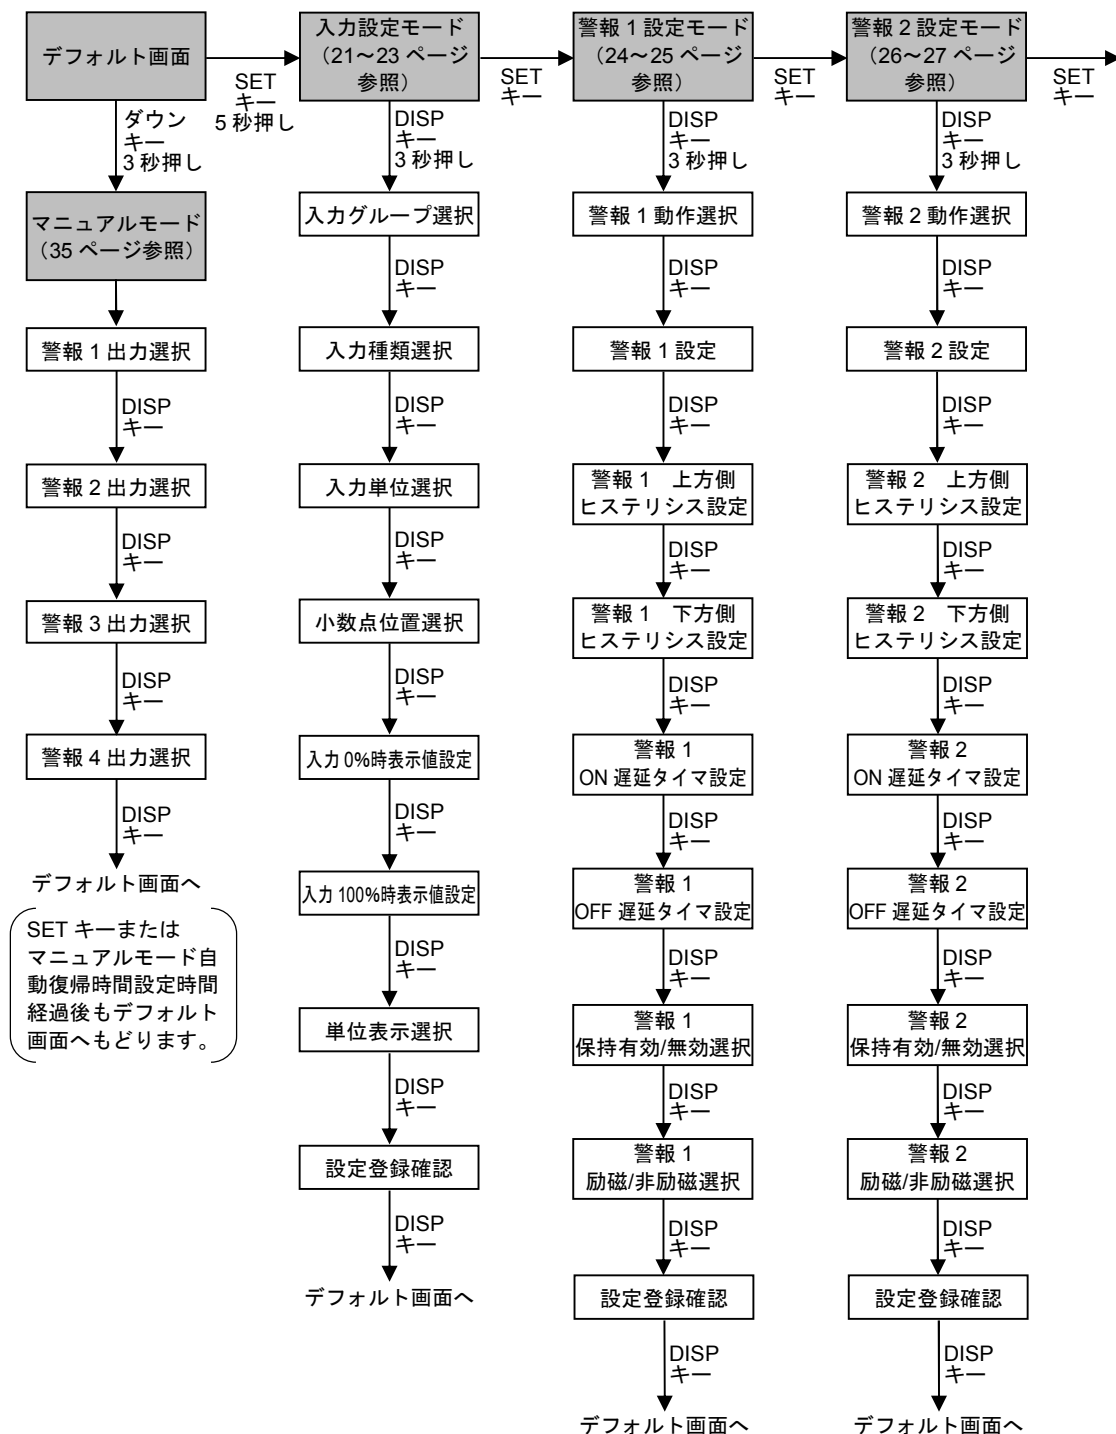 デフォルト画面
SET
キー
5 秒押し
ダウン
キー
3 秒押し
マニュアルモード
（35 ページ参照）
警報 1 出力選択
DISP
キー
警報 2 出力選択
DISP
キー
警報 3 出力選択
DISP
キー
警報 4 出力選択
DISP
キー
デフォルト画面へ
SET キーまたは
マニュアルモード自
動復帰時間設定時間
経過後もデフォルト
画面へもどります。
入力設定モード
（21～23 ページ
参照）
SET
キー
DISP
キー
3 秒押し
入力グループ選択
DISP
キー
入力種類選択
DISP
キー
入力単位選択
DISP
キー
小数点位置選択
DISP
キー
入力 0%時表示値設定
DISP
キー
入力 100%時表示値設定
DISP
キー
単位表示選択
DISP
キー
設定登録確認
DISP
キー
デフォルト画面へ
警報 1 設定モード
（24～25 ページ
参照）
SET
キー
DISP
キー
3 秒押し
警報 1 動作選択
DISP
キー
警報 1 設定
DISP
キー
警報 1　上方側
ヒステリシス設定
DISP
キー
警報 1　下方側
ヒステリシス設定
DISP
キー
警報 1
ON 遅延タイマ設定
DISP
キー
警報 1
OFF 遅延タイマ設定
DISP
キー
警報 1
保持有効/無効選択
DISP
キー
警報 1
励磁/非励磁選択
DISP
キー
設定登録確認
DISP
キー
デフォルト画面へ
警報 2 設定モード
（26～27 ページ
参照）
SET
キー
DISP
キー
3 秒押し
警報 2 動作選択
DISP
キー
警報 2 設定
DISP
キー
警報 2　上方側
ヒステリシス設定
DISP
キー
警報 2　下方側
ヒステリシス設定
DISP
キー
警報 2
ON 遅延タイマ設定
DISP
キー
警報 2
OFF 遅延タイマ設定
DISP
キー
警報 2
保持有効/無効選択
DISP
キー
警報 2
励磁/非励磁選択
DISP
キー
設定登録確認
DISP
キー
デフォルト画面へ